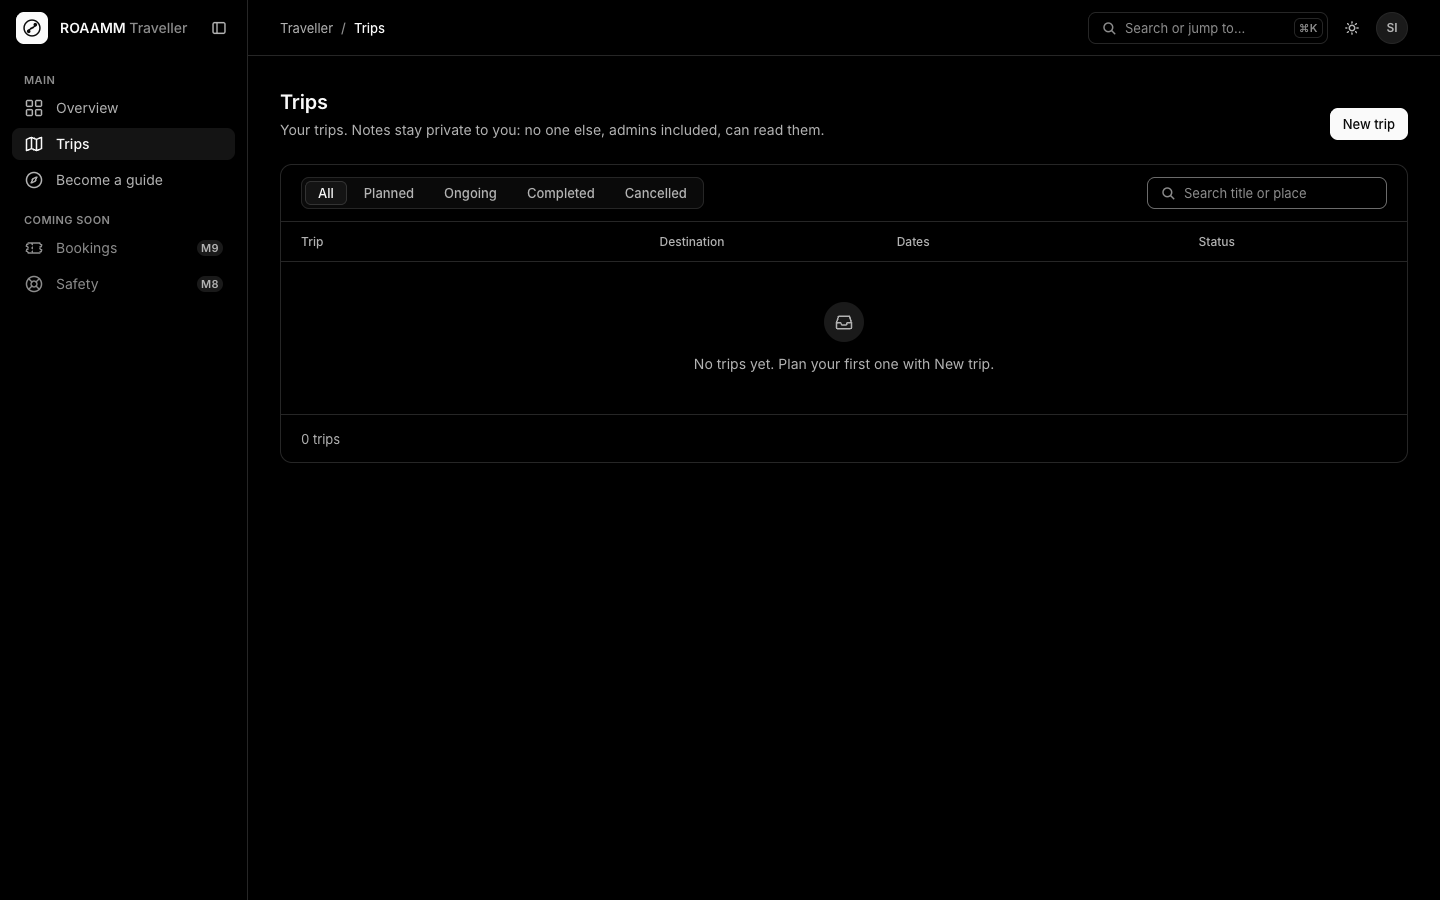 ROAAMM Traveller
Traveller / Trips
Search or jump to...
⌘K
SI
MAIN
Overview
Trips
Become a guide
COMING SOON
Bookings M9
Safety M8
Trips
Your trips. Notes stay private to you: no one else, admins included, can read them.
New trip
All Planned Ongoing Completed Cancelled
Search title or place
Trip Destination Dates Status
No trips yet. Plan your first one with New trip.
0 trips